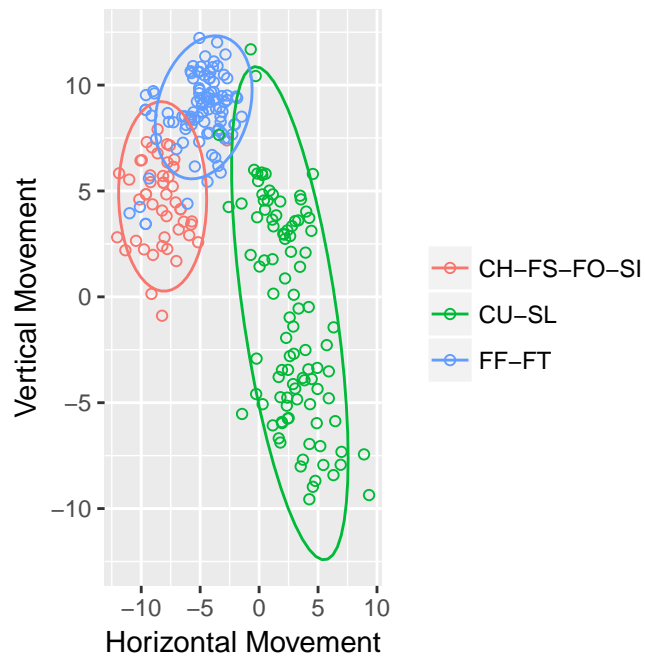 10
5
0
−5
−10
Vertical Movement
−10 −5 0 5 10
Horizontal Movement
CH−FS−FO−SI
CU−SL
FF−FT